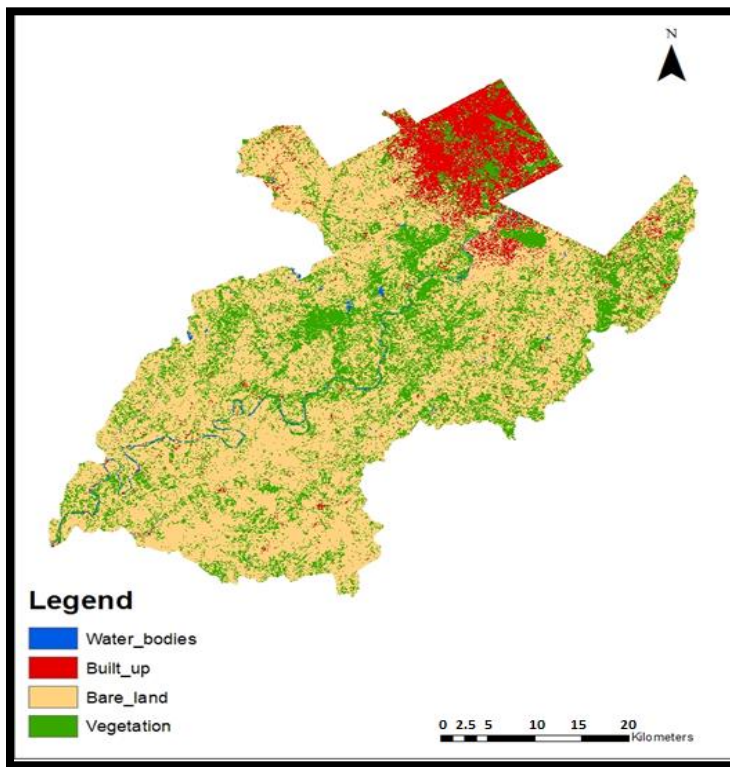 N
Legend
Water_bodies
Built_up
Bare_land
Vegetation
0 2.5 5 10 15 20
Kilometers